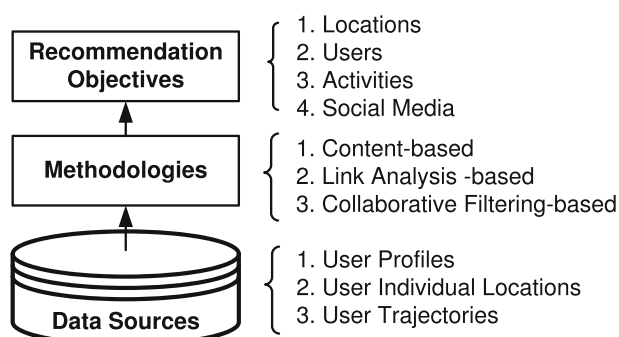 Recommendation
Objectives
1. Locations
2. Users
3. Activities
4. Social Media
Methodologies
1. Content-based
2. Link Analysis -based
3. Collaborative Filtering-based
Data Sources
1. User Profiles
2. User Individual Locations
3. User Trajectories